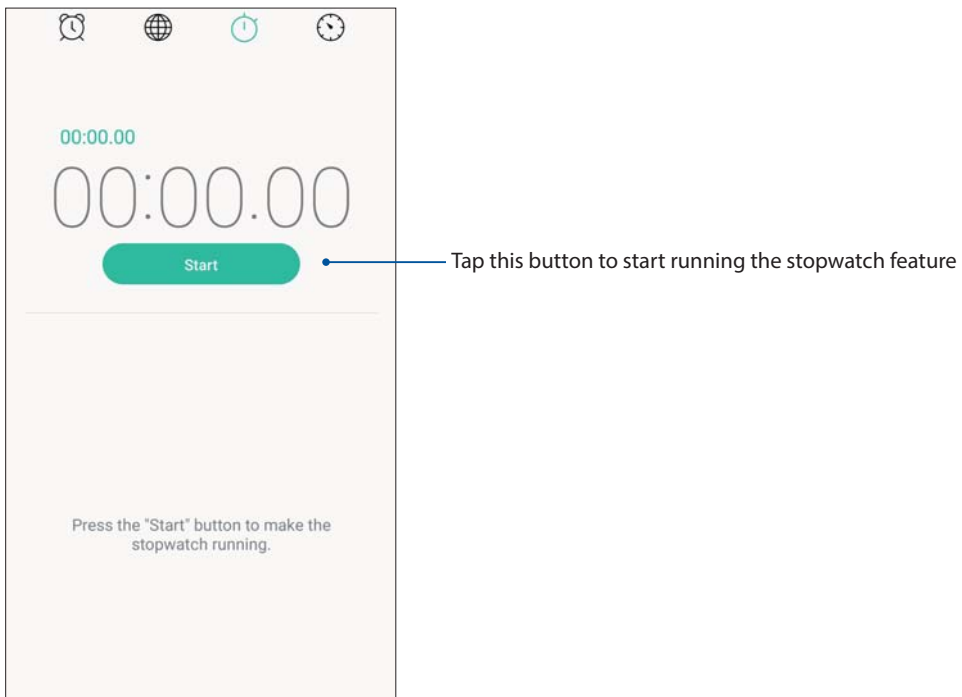 00:00.00
00:00.00
Start
Tap this button to start running the stopwatch feature
Press the "Start" button to make the
stopwatch running.